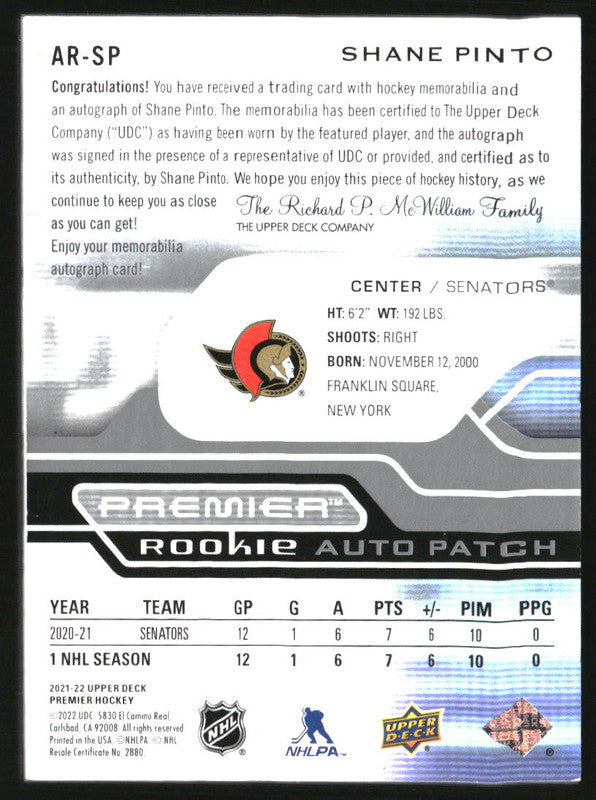 AR-SP
SHANE PINTO
Congratulations! You have received a trading card with hockey memorabilia and
an autograph of Shane Pinto. The memorabilia has been certified to The Upper Deck
Company ("UDC") as having been worn by the featured player, and the autograph
was signed in the presence of a representative of UDC or provided, and certified as to
its authenticity, by Shane Pinto. We hope you enjoy this piece of hockey history, as we
continue to keep you as close
as you can get!
The Richard P. McWilliam Family
THE UPPER DECK COMPANY
Enjoy your memorabilia
autograph card!
CENTER / SENATORS®
HT: 6'2" WT: 192 LBS.
SHOOTS: RIGHT
BORN: NOVEMBER 12, 2000
FRANKLIN SQUARE,
NEW YORK
®
PREMIER™
ROOKIE AUTO PATCH
YEAR TEAM GP G A PTS +/- PIM PPG
2020-21 SENATORS 12 1 6 7 6 10 0
1 NHL SEASON 12 1 6 7 6 10 0
2021-22 UPPER DECK
PREMIER HOCKEY
©2022 UDC. 5830 El Camino Real,
Carlsbad, CA 92008. All rights reserved.
Printed in the USA. ©NHLPA. ©NHL
Resale Certificate No. 2880.
NHL
®
NHLPA™
UPPER DECK
®